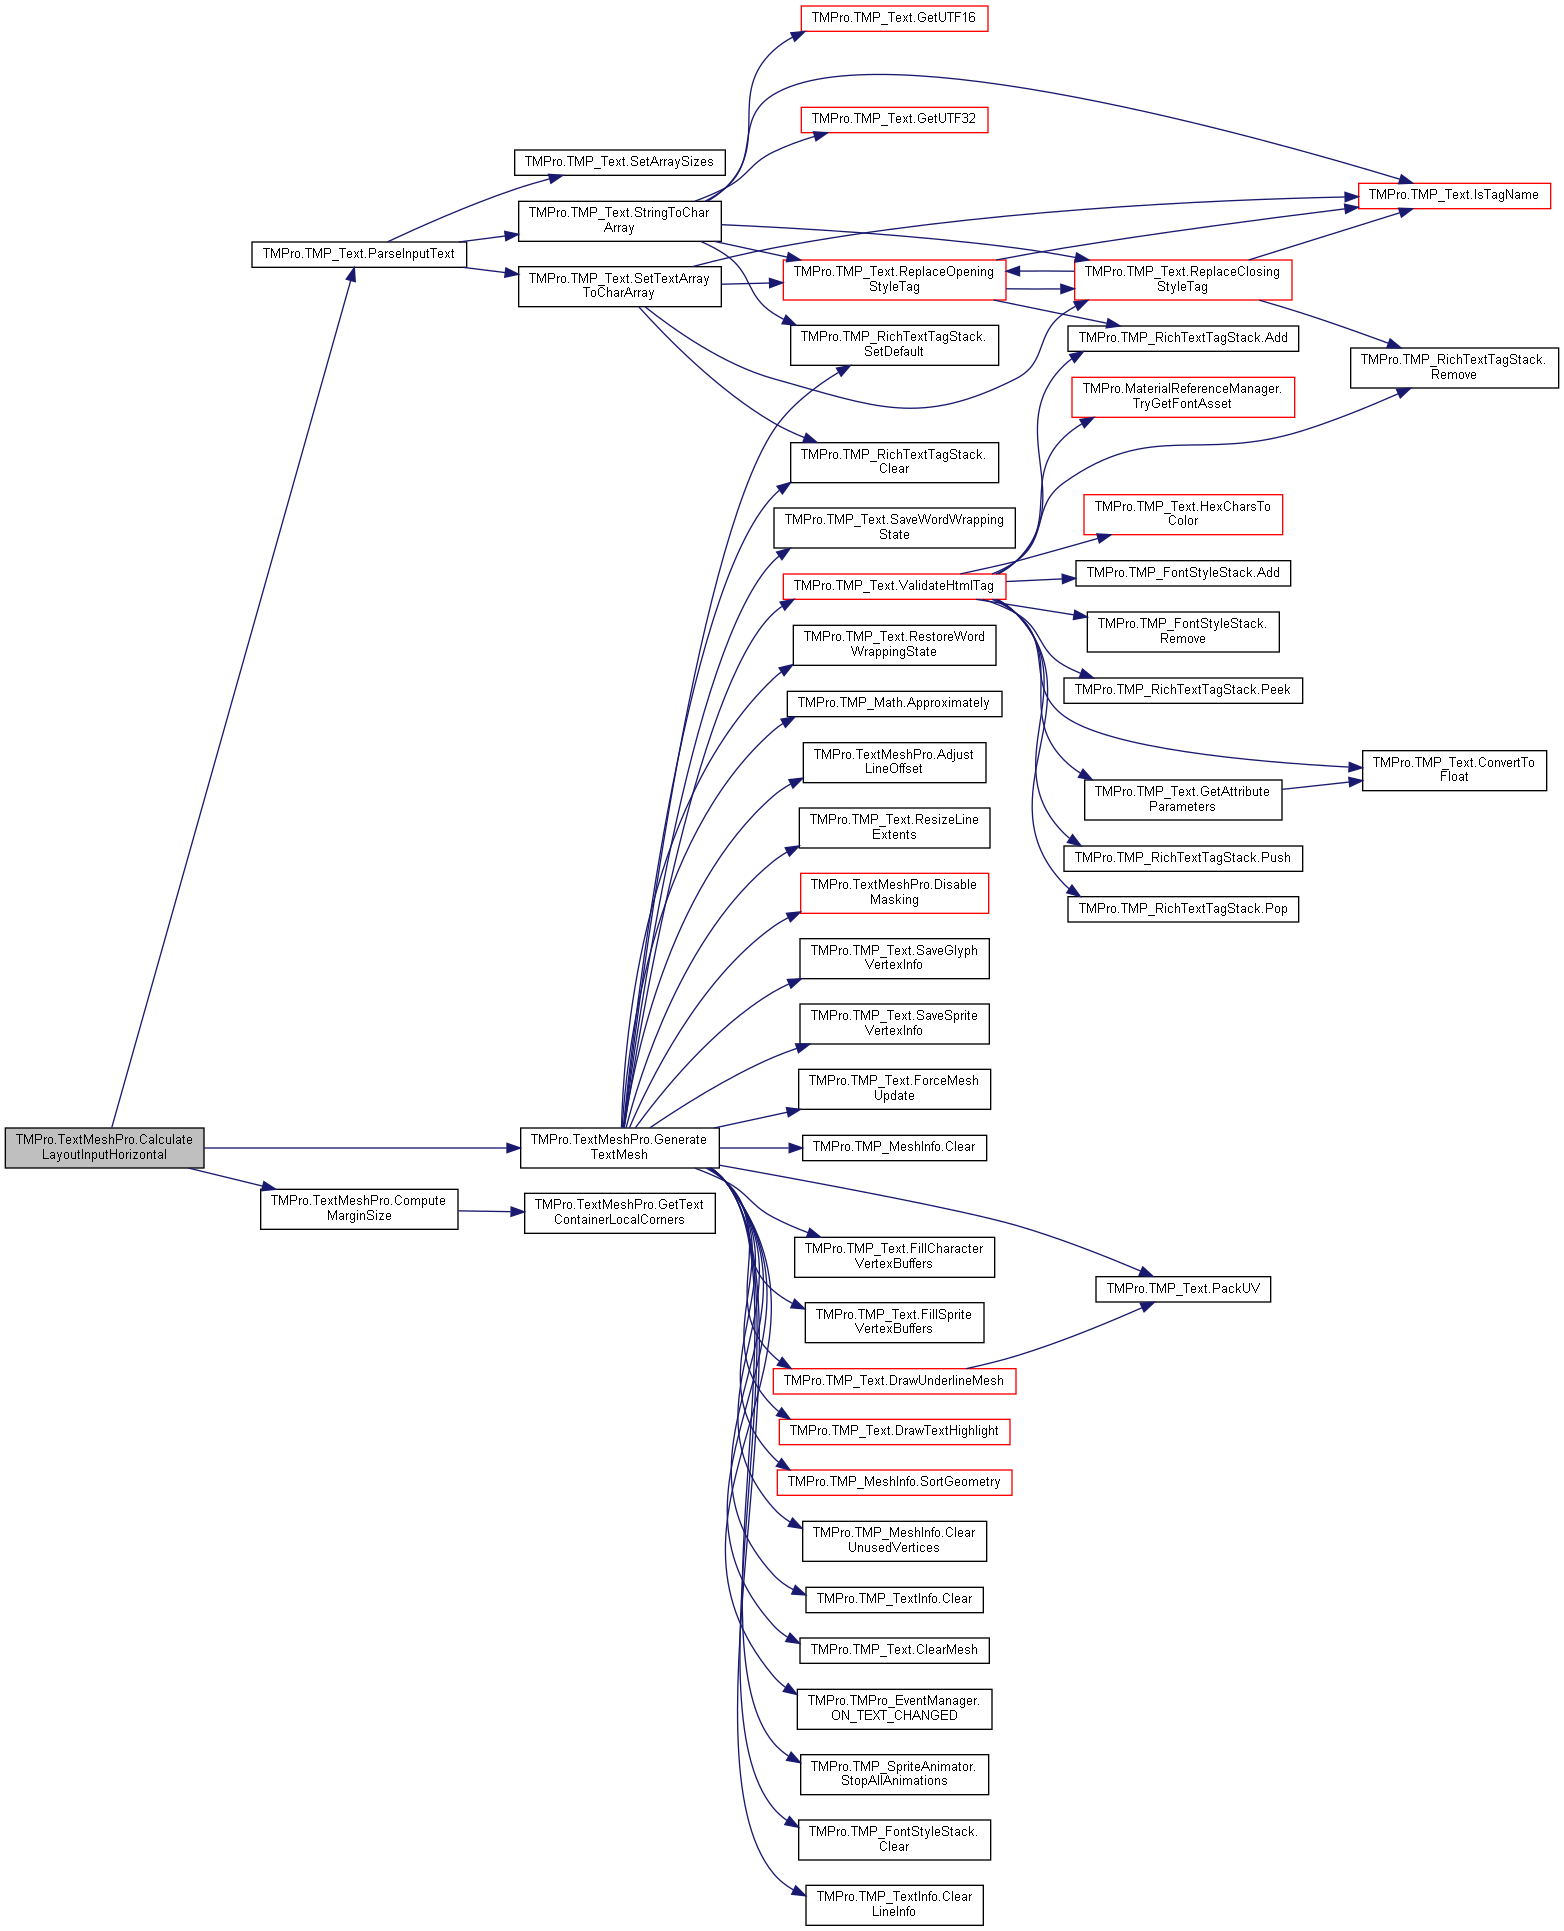 TMPro.TMP_Text.GetUTF16
TMPro.TMP_Text.GetUTF32
TMPro.TMP_Text.SetArraySizes
TMPro.TMP_Text.IsTagName
TMPro.TMP_Text.StringToChar
Array
TMPro.TMP_Text.ParseInputText
TMPro.TMP_Text.SetTextArray
ToCharArray
TMPro.TMP_Text.ReplaceOpening
StyleTag
TMPro.TMP_Text.ReplaceClosing
StyleTag
TMPro.TMP_RichTextTagStack.
SetDefault
TMPro.TMP_RichTextTagStack.Add
TMPro.TMP_RichTextTagStack.
Remove
TMPro.MaterialReferenceManager.
TryGetFontAsset
TMPro.TMP_RichTextTagStack.
Clear
TMPro.TMP_Text.SaveWordWrapping
State
TMPro.TMP_Text.HexCharsTo
Color
TMPro.TMP_Text.ValidateHtmlTag
TMPro.TMP_FontStyleStack.Add
TMPro.TMP_Text.RestoreWord
WrappingState
TMPro.TMP_FontStyleStack.
Remove
TMPro.TMP_Math.Approximately
TMPro.TMP_RichTextTagStack.Peek
TMPro.TextMeshPro.Adjust
LineOffset
TMPro.TMP_Text.ConvertTo
Float
TMPro.TMP_Text.GetAttribute
Parameters
TMPro.TMP_Text.ResizeLine
Extents
TMPro.TMP_RichTextTagStack.Push
TMPro.TextMeshPro.Disable
Masking
TMPro.TMP_RichTextTagStack.Pop
TMPro.TMP_Text.SaveGlyph
VertexInfo
TMPro.TMP_Text.SaveSprite
VertexInfo
TMPro.TMP_Text.ForceMesh
Update
TMPro.TextMeshPro.Calculate
LayoutInputHorizontal
TMPro.TextMeshPro.Generate
TextMesh
TMPro.TMP_MeshInfo.Clear
TMPro.TextMeshPro.Compute
MarginSize
TMPro.TextMeshPro.GetText
ContainerLocalCorners
TMPro.TMP_Text.FillCharacter
VertexBuffers
TMPro.TMP_Text.PackUV
TMPro.TMP_Text.FillSprite
VertexBuffers
TMPro.TMP_Text.DrawUnderlineMesh
TMPro.TMP_Text.DrawTextHighlight
TMPro.TMP_MeshInfo.SortGeometry
TMPro.TMP_MeshInfo.Clear
UnusedVertices
TMPro.TMP_TextInfo.Clear
TMPro.TMP_Text.ClearMesh
TMPro.TMPro_EventManager.
ON_TEXT_CHANGED
TMPro.TMP_SpriteAnimator.
StopAllAnimations
TMPro.TMP_FontStyleStack.
Clear
TMPro.TMP_TextInfo.Clear
LineInfo